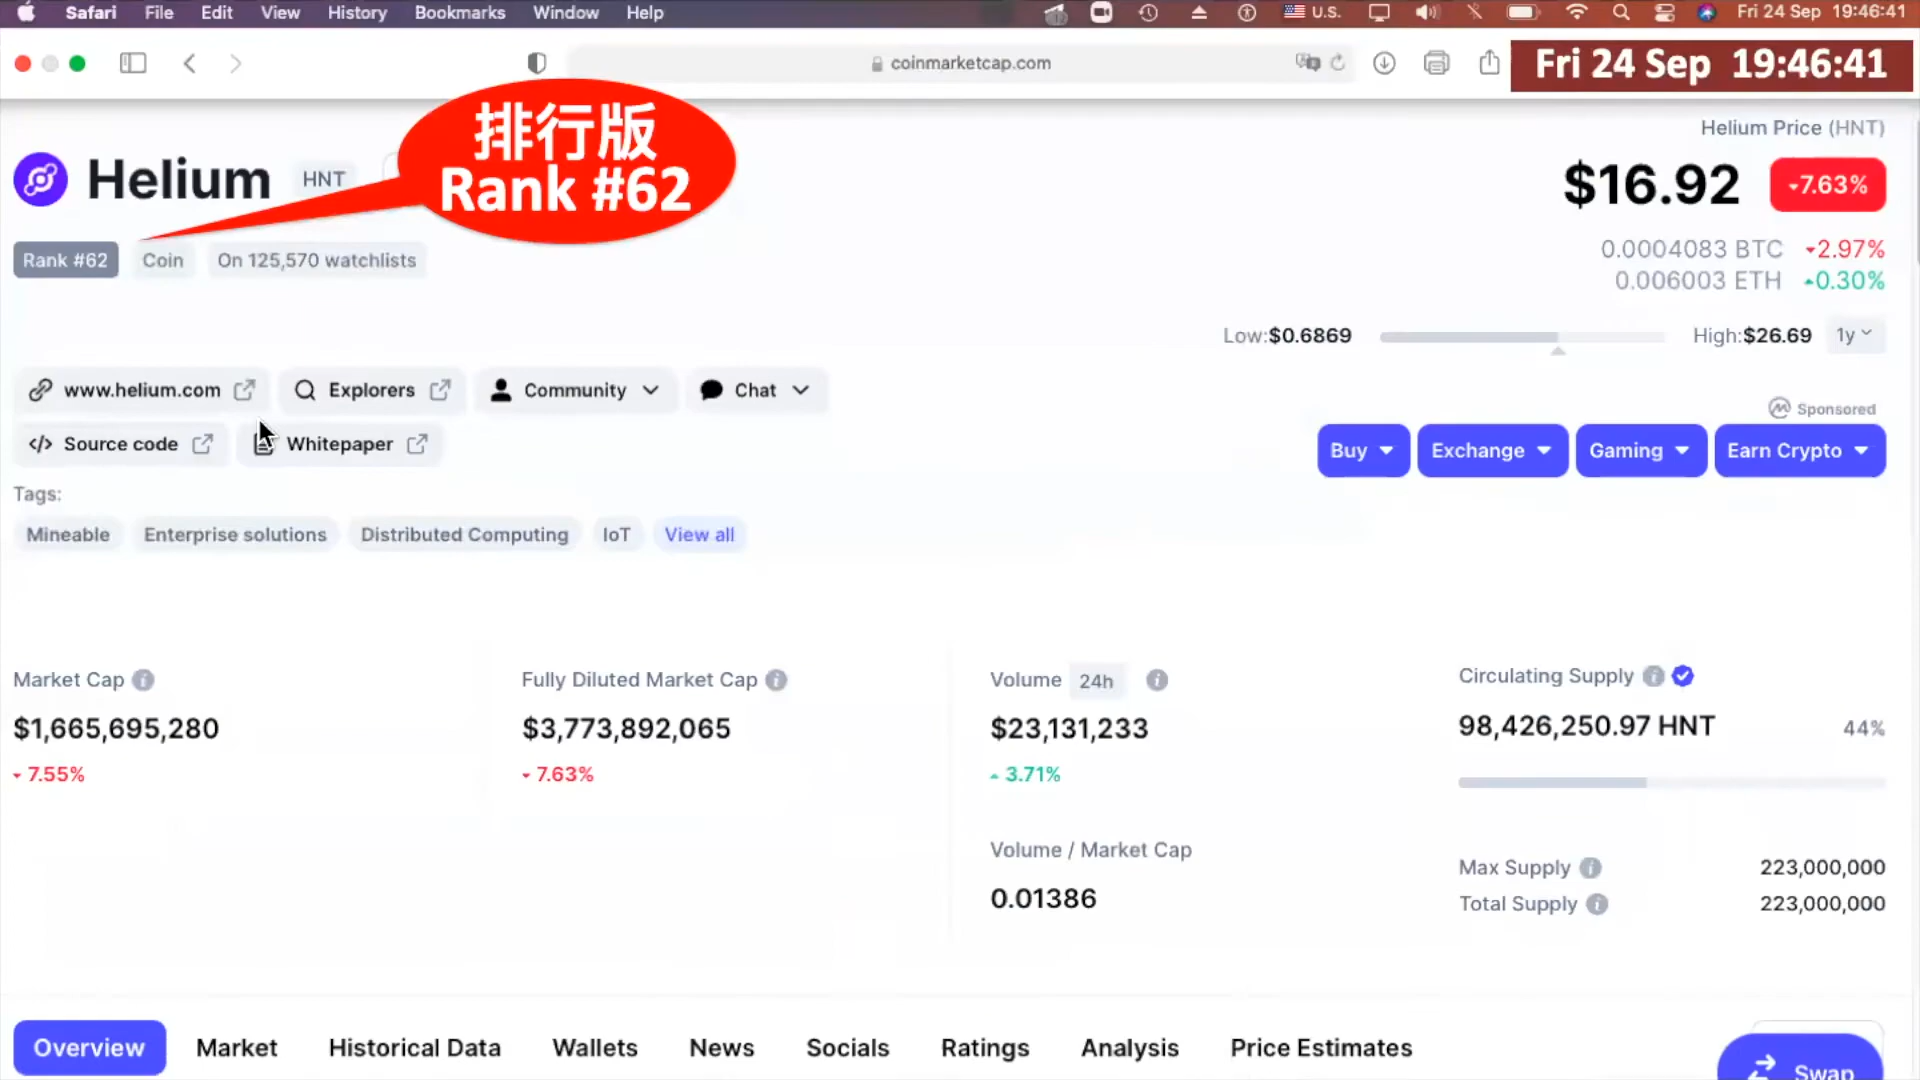 Safari File Edit View History Bookmarks Window Help U.S. Fri 24 Sep 19:46:41
coinmarketcap.com
Fri 24 Sep 19:46:41
排行版
Rank #62
Helium HNT
Rank #62 Coin On 125,570 watchlists
Helium Price (HNT)
$16.92 7.63%
0.0004083 BTC 2.97%
0.006003 ETH 0.30%
Low:$0.6869 High:$26.69 1y
www.helium.com Explorers Community Chat
Source code Whitepaper
Sponsored
Buy Exchange Gaming Earn Crypto
Tags:
Mineable Enterprise solutions Distributed Computing IoT View all
Market Cap
$1,665,695,280
7.55%
Fully Diluted Market Cap
$3,773,892,065
7.63%
Volume 24h
$23,131,233
3.71%
Volume / Market Cap
0.01386
Circulating Supply
98,426,250.97 HNT 44%
Max Supply 223,000,000
Total Supply 223,000,000
Overview Market Historical Data Wallets News Socials Ratings Analysis Price Estimates
Swap